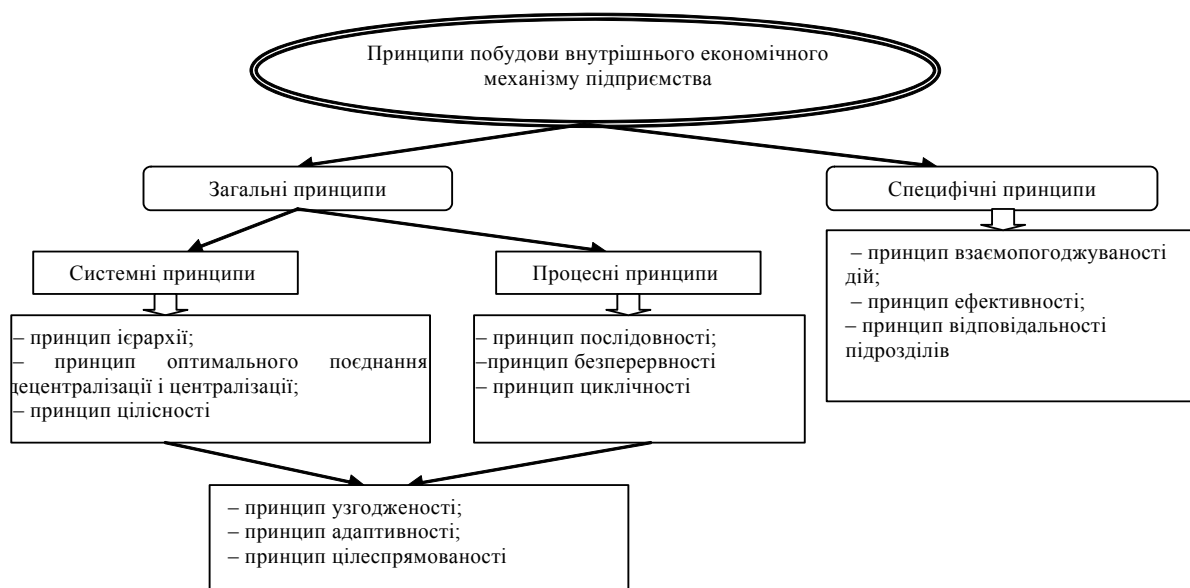 Принципи побудови внутрішнього економічного
механізму підприємства
Загальні принципи
Специфічні принципи
Системні принципи
Процесні принципи
– принцип взаємопогоджуваності
дій;
– принцип ефективності;
– принцип відповідальності
підрозділів
– принцип ієрархії;
– принцип оптимального поєднання
децентралізації і централізації;
– принцип цілісності
– принцип послідовності;
–принцип безперервності
– принцип циклічності
– принцип узгодженості;
– принцип адаптивності;
– принцип цілеспрямованості